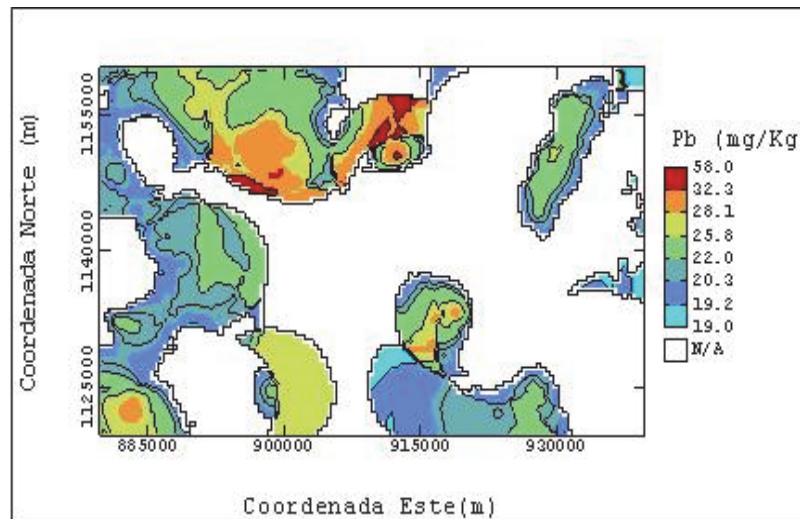 Pb (mg/Kg
58.0
32.3
28.1
25.8
22.0
20.3
19.2
19.0
N/A
Coordenada Norte (m)
1155000
1140000
1125000
885000 900000 915000 930000
Coordenada Este(m)